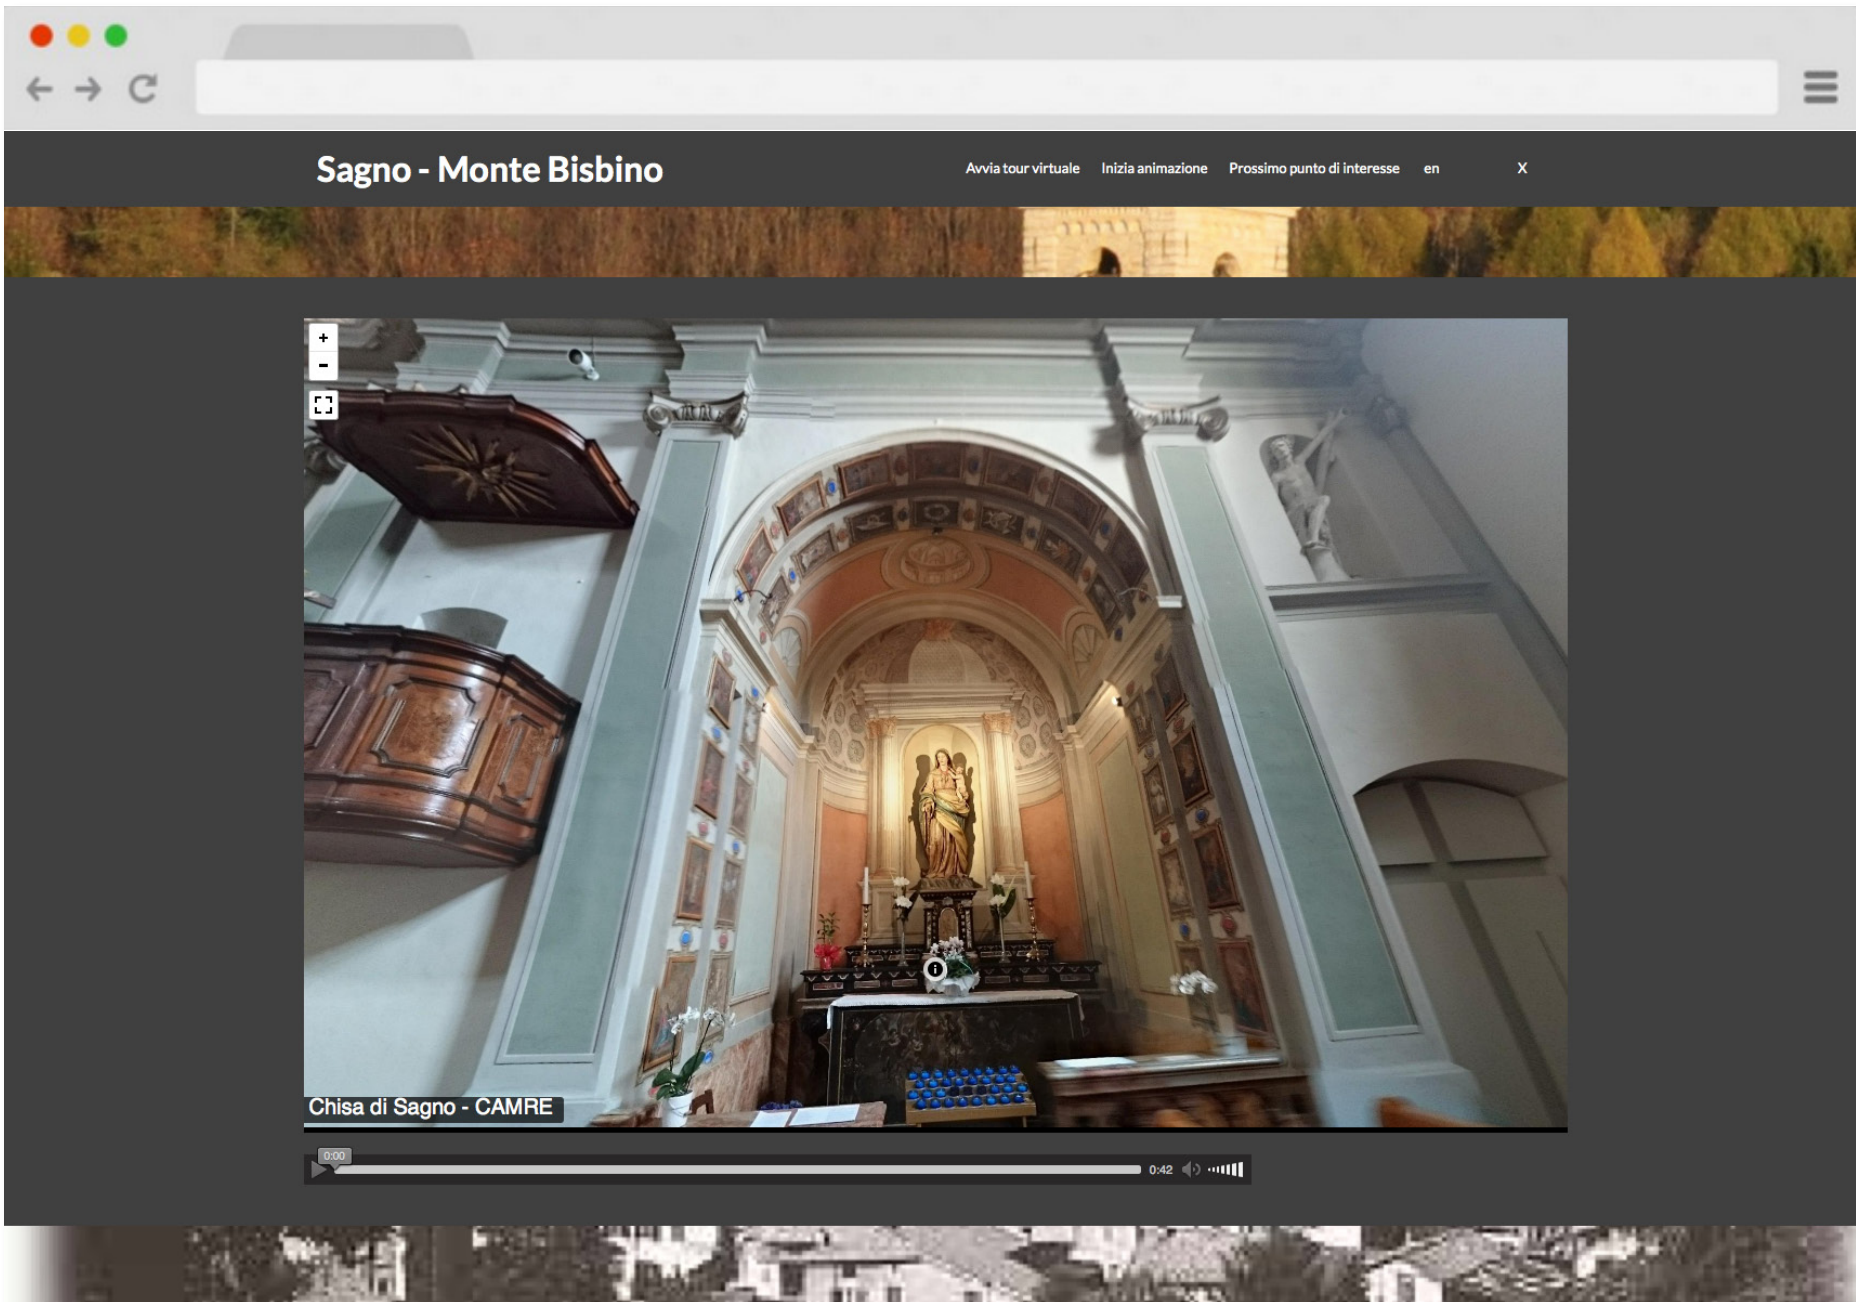 Sagno - Monte Bisbino
Avvia tour virtuale Inizia animazione Prossimo punto di interesse en X
+
-
Chisa di Sagno - CAMRE
0:00
0:42